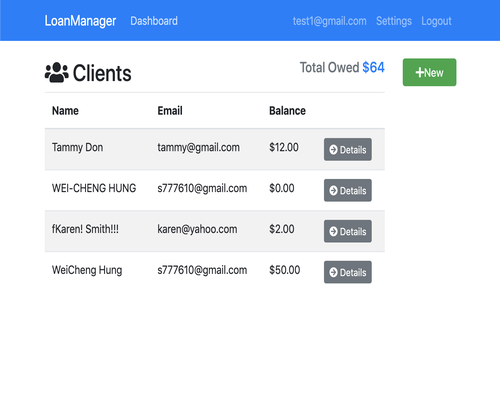 LoanManager Dashboard test1@gmail.com Settings Logout
Clients Total Owed $64 +New
Name Email Balance
Tammy Don tammy@gmail.com $12.00 Details
WEI-CHENG HUNG s777610@gmail.com $0.00 Details
fKaren! Smith!!! karen@yahoo.com $2.00 Details
WeiCheng Hung s777610@gmail.com $50.00 Details